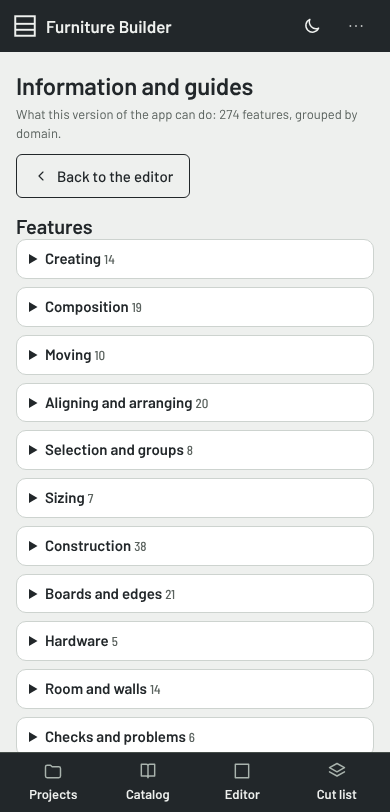 Furniture Builder
Information and guides
What this version of the app can do: 274 features, grouped by
domain.
Back to the editor
Features
Creating 14
Composition 19
Moving 10
Aligning and arranging 20
Selection and groups 8
Sizing 7
Construction 38
Boards and edges 21
Hardware 5
Room and walls 14
Checks and problems 6
Projects
Catalog
Editor
Cut list